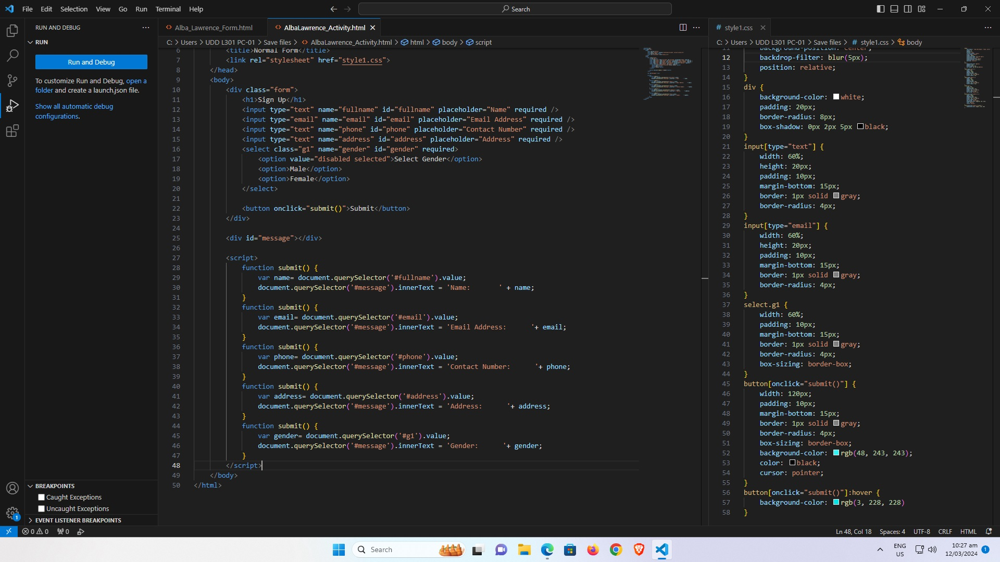 File Edit Selection View Go Run Terminal Help
Search
RUN AND DEBUG
RUN
Run and Debug
To customize Run and Debug, open a
folder and create a launch.json file.
Show all automatic debug
configurations.
BREAKPOINTS
Caught Exceptions
Uncaught Exceptions
EVENT LISTENER BREAKPOINTS
Alba_Lawrence_Form.html
AlbaLawrence_Activity.html
C: > Users > UDD L301 PC-01 > Save files > AlbaLawrence_Activity.html > html > body > script
6 <title>Normal Form</title>
7 <link rel="stylesheet" href="style1.css">
8 </head>
9 <body>
10 <div class="form">
11 <h1>Sign Up</h1>
12 <input type="text" name="fullname" id="fullname" placeholder="Name" required />
13 <input type="email" name="email" id="email" placeholder="Email Address" required />
14 <input type="text" name="phone" id="phone" placeholder="Contact Number" required />
15 <input type="text" name="address" id="address" placeholder="Address" required />
16 <select class="g1" name="gender" id="gender" required>
17 <option value="disabled selected">Select Gender</option>
18 <option>Male</option>
19 <option>Female</option>
20 </select>
21
22 <button onclick="submit()">Submit</button>
23 </div>
24
25 <div id="message"></div>
26
27 <script>
28 function submit() {
29 var name= document.querySelector('#fullname').value;
30 document.querySelector('#message').innerText = 'Name:       ' + name;
31 }
32 function submit() {
33 var email= document.querySelector('#email').value;
34 document.querySelector('#message').innerText = 'Email Address:      '+ email;
35 }
36 function submit() {
37 var phone= document.querySelector('#phone').value;
38 document.querySelector('#message').innerText = 'Contact Number:      '+ phone;
39 }
40 function submit() {
41 var address= document.querySelector('#address').value;
42 document.querySelector('#message').innerText = 'Address:      '+ address;
43 }
44 function submit() {
45 var gender= document.querySelector('#g1').value;
46 document.querySelector('#message').innerText = 'Gender:      '+ gender;
47 }
48 </script>
49 </body>
50 </html>
style1.css
C: > Users > UDD L301 PC-01 > Save files > style1.css > body
11 background-position: center;
12 backdrop-filter: blur(5px);
13 position: relative;
14 }
15 div {
16 background-color: white;
17 padding: 20px;
18 border-radius: 8px;
19 box-shadow: 0px 2px 5px black;
20 }
21 input[type="text"] {
22 width: 60%;
23 height: 20px;
24 padding: 10px;
25 margin-bottom: 15px;
26 border: 1px solid gray;
27 border-radius: 4px;
28 }
29 input[type="email"] {
30 width: 60%;
31 height: 20px;
32 padding: 10px;
33 margin-bottom: 15px;
34 border: 1px solid gray;
35 border-radius: 4px;
36 }
37 select.g1 {
38 width: 60%;
39 padding: 10px;
40 margin-bottom: 15px;
41 border: 1px solid gray;
42 border-radius: 4px;
43 box-sizing: border-box;
44 }
45 button[onclick="submit()"] {
46 width: 120px;
47 padding: 10px;
48 margin-bottom: 15px;
49 border: 1px solid gray;
50 border-radius: 4px;
51 box-sizing: border-box;
52 background-color: rgb(48, 243, 243);
53 color: black;
54 cursor: pointer;
55 }
56 button[onclick="submit()"]:hover {
57 background-color: rgb(3, 228, 228)
58 }
1
0 0 0
Ln 48, Col 18 Spaces: 4 UTF-8 CRLF HTML
Search
ENG
US
10:27 am
12/03/2024
1